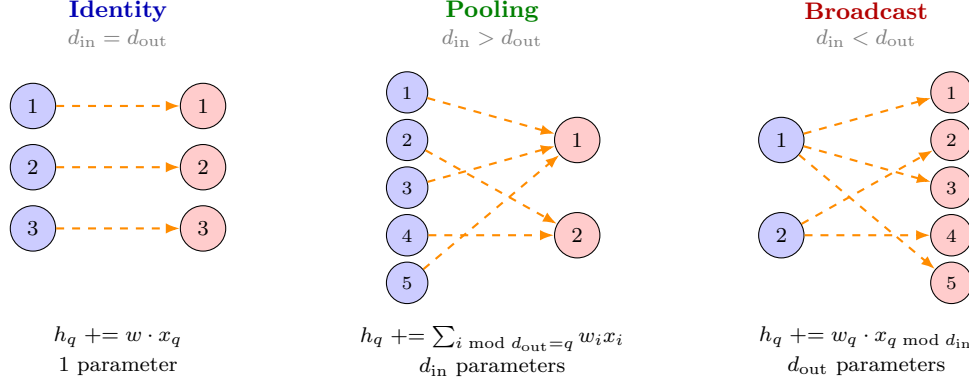 Identity
d_in = d_out
1 1
2 2
3 3
h_q += w · x_q
1 parameter
Pooling
d_in > d_out
1
2
3
4
5
1
2
h_q += ∑_{i mod d_out=q} w_i x_i
d_in parameters
Broadcast
d_in < d_out
1
2
1
2
3
4
5
h_q += w_q · x_{q mod d_in}
d_out parameters